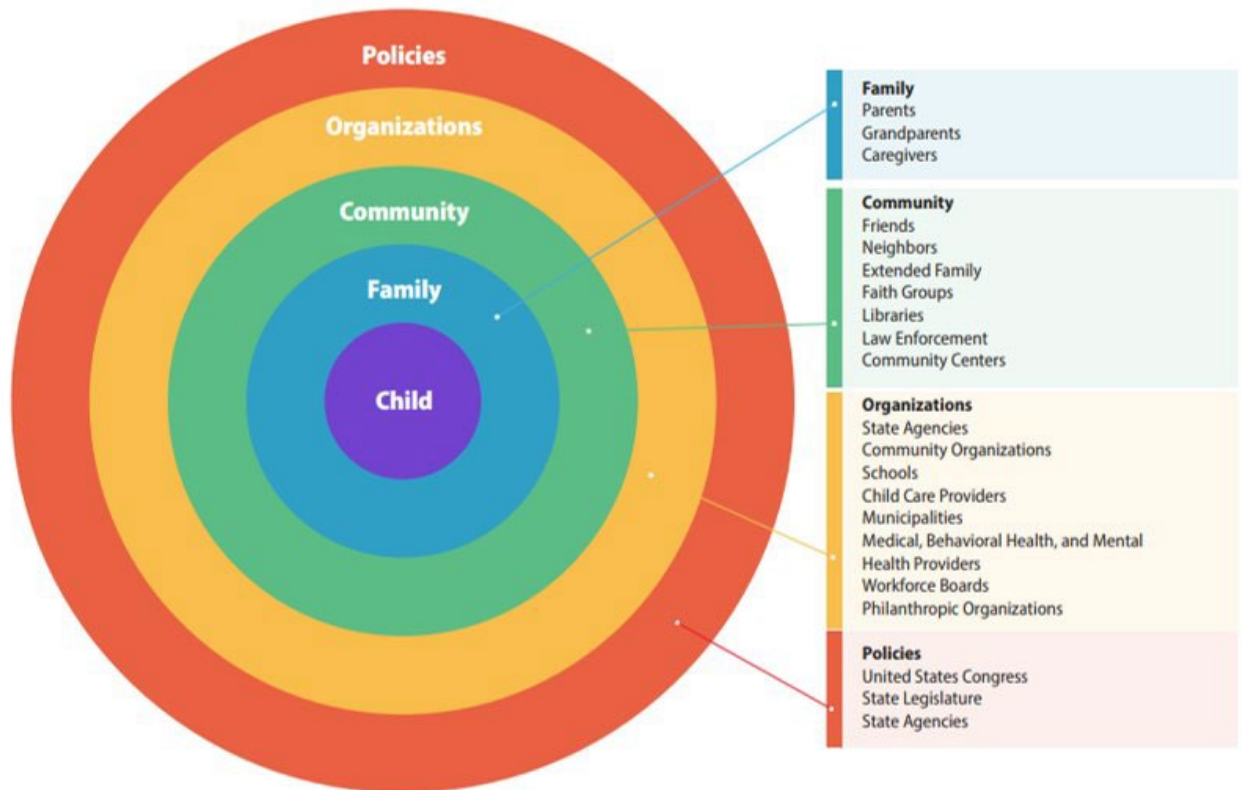 Policies
Organizations
Community
Family
Child
Family
Parents
Grandparents
Caregivers
Community
Friends
Neighbors
Extended Family
Faith Groups
Libraries
Law Enforcement
Community Centers
Organizations
State Agencies
Community Organizations
Schools
Child Care Providers
Municipalities
Medical, Behavioral Health, and Mental
Health Providers
Workforce Boards
Philanthropic Organizations
Policies
United States Congress
State Legislature
State Agencies